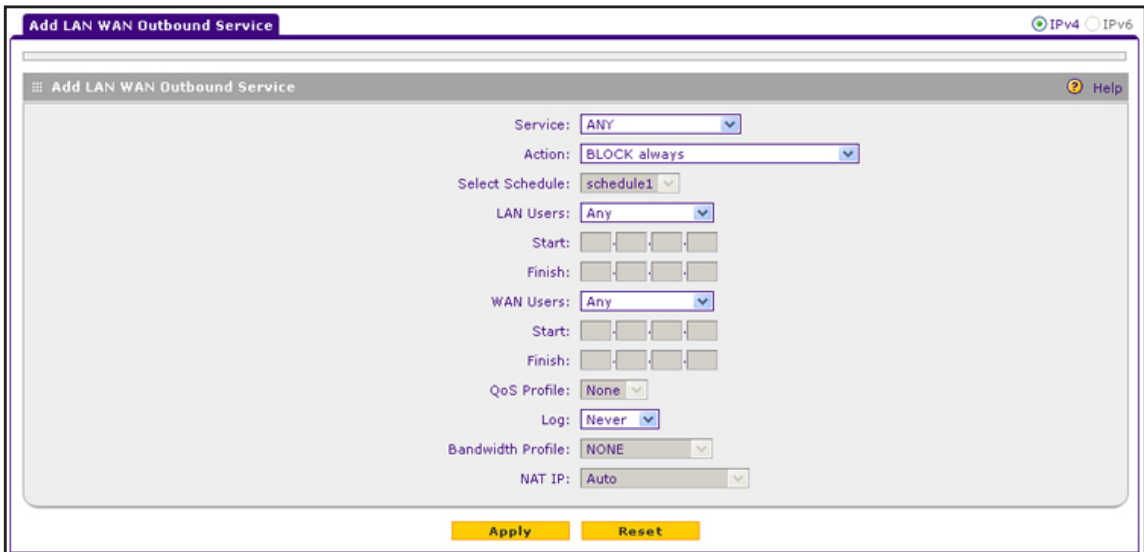 Add LAN WAN Outbound Service
IPv4 IPv6
Add LAN WAN Outbound Service
? Help
Service: ANY
Action: BLOCK always
Select Schedule: schedule1
LAN Users: Any
Start:
Finish:
WAN Users: Any
Start:
Finish:
QoS Profile: None
Log: Never
Bandwidth Profile: NONE
NAT IP: Auto
Apply Reset